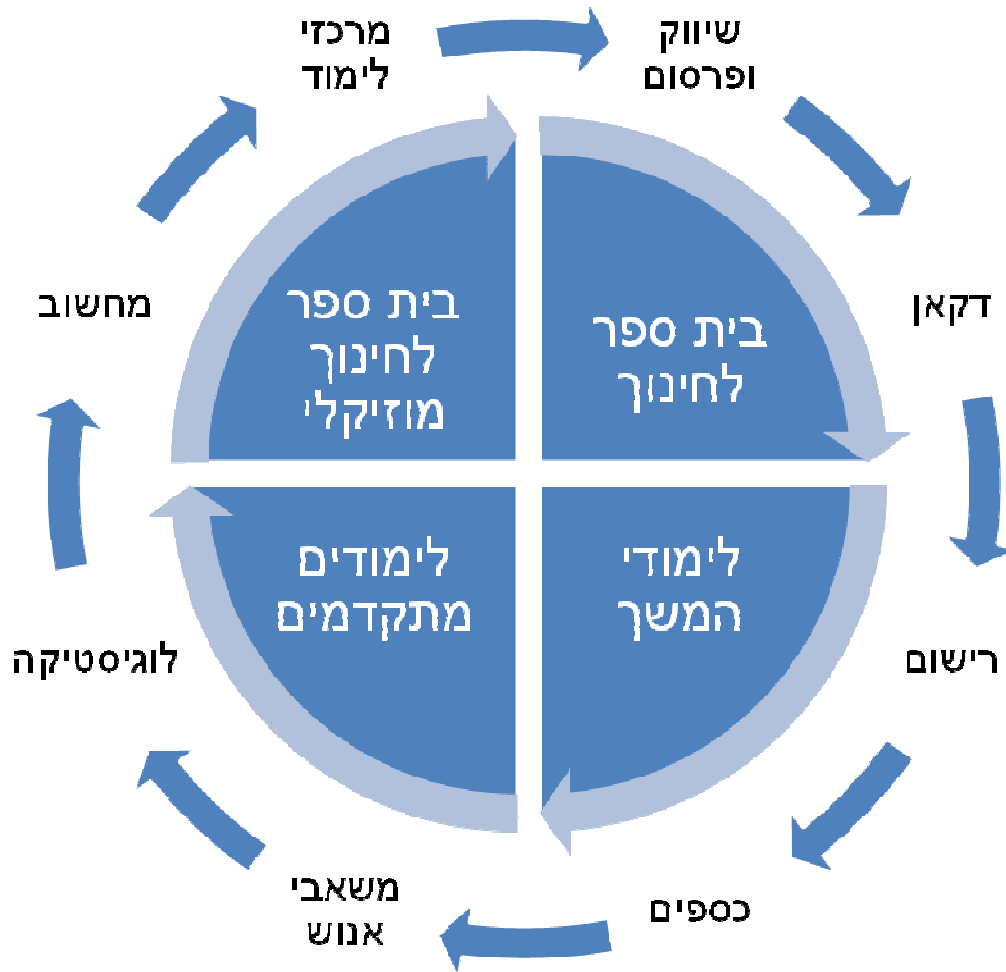 שיווק
ופרסום
דקאן
רישום
כספים
משאבי
אנוש
לוגיסטיקה
מחשוב
מרכזי
לימוד
בית ספר
לחינוך
לימודי
המשך
לימודים
מתקדמים
בית ספר
לחינוך
מוזיקלי